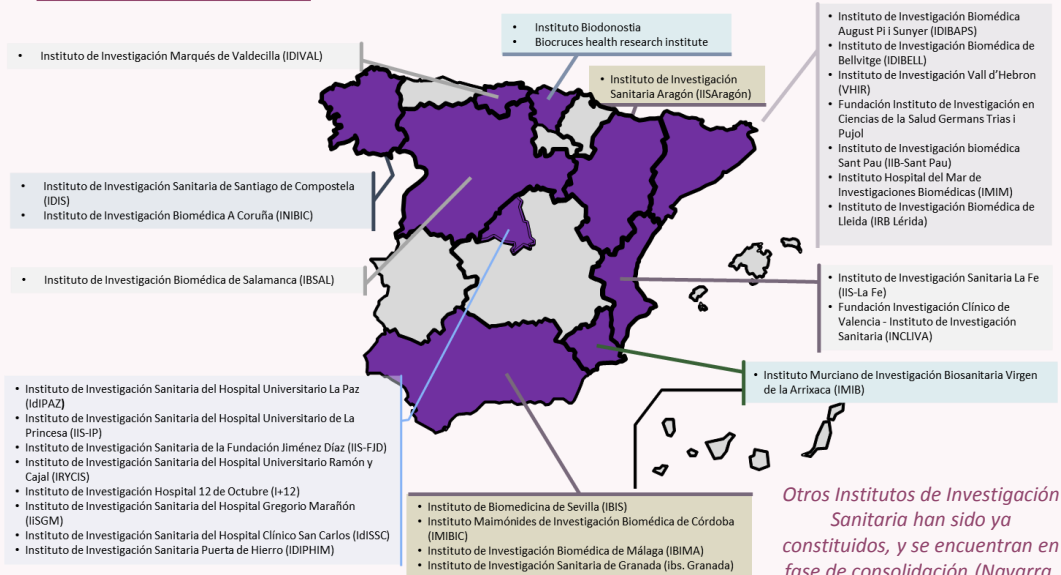 • Instituto de Investigación Marqués de Valdecilla (IDIVAL)
• Instituto Biodonostia
• Biocruces health research institute
• Instituto de Investigación
Sanitaria Aragón (IISAragón)
• Instituto de Investigación Biomédica
August Pi i Sunyer (IDIBAPS)
• Instituto de Investigación Biomédica de
Bellvitge (IDIBELL)
• Instituto de Investigación Vall d'Hebron
(VHIR)
• Fundación Instituto de Investigación en
Ciencias de la Salud Germans Trias i
Pujol
• Instituto de Investigación biomédica
Sant Pau (IIB-Sant Pau)
• Instituto Hospital del Mar de
Investigaciones Biomédicas (IMIM)
• Instituto de Investigación Biomédica de
Lleida (IRB Lérida)
• Instituto de Investigación Sanitaria de Santiago de Compostela
(IDIS)
• Instituto de Investigación Biomédica A Coruña (INIBIC)
• Instituto de Investigación Biomédica de Salamanca (IBSAL)
• Instituto de Investigación Sanitaria La Fe
(IIS-La Fe)
• Fundación Investigación Clínico de
Valencia - Instituto de Investigación
Sanitaria (INCLIVA)
• Instituto Murciano de Investigación Biosanitaria Virgen
de la Arrixaca (IMIB)
• Instituto de Investigación Sanitaria del Hospital Universitario La Paz
(IdIPAZ)
• Instituto de Investigación Sanitaria del Hospital Universitario de La
Princesa (IIS-IP)
• Instituto de Investigación Sanitaria de la Fundación Jiménez Díaz (IIS-FJD)
• Instituto de Investigación Sanitaria del Hospital Universitario Ramón y
Cajal (IRYCIS)
• Instituto de Investigación Hospital 12 de Octubre (I+12)
• Instituto de Investigación Sanitaria del Hospital Gregorio Marañón
(IiSGM)
• Instituto de Investigación Sanitaria del Hospital Clínico San Carlos (IdISSC)
• Instituto de Investigación Sanitaria Puerta de Hierro (IDIPHIM)
• Instituto de Biomedicina de Sevilla (IBIS)
• Instituto Maimónides de Investigación Biomédica de Córdoba
(IMIBIC)
• Instituto de Investigación Biomédica de Málaga (IBIMA)
• Instituto de Investigación Sanitaria de Granada (ibs. Granada)
Otros Institutos de Investigación
Sanitaria han sido ya
constituidos, y se encuentran en
fase de consolidación (Navarra,